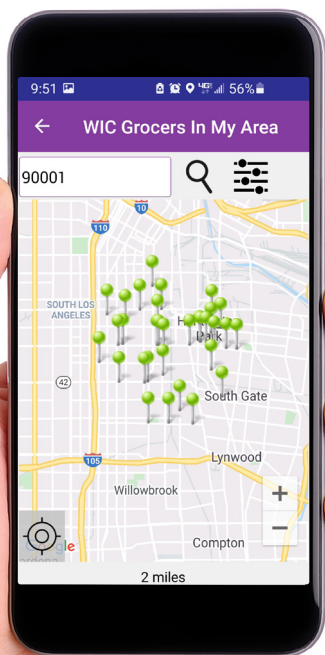 9:51
56%
WIC Grocers In My Area
90001
10
110
SOUTH LOS
ANGELES
Park
42
South Gate
105
Lynwood
Willowbrook
+
−
Compton
2 miles